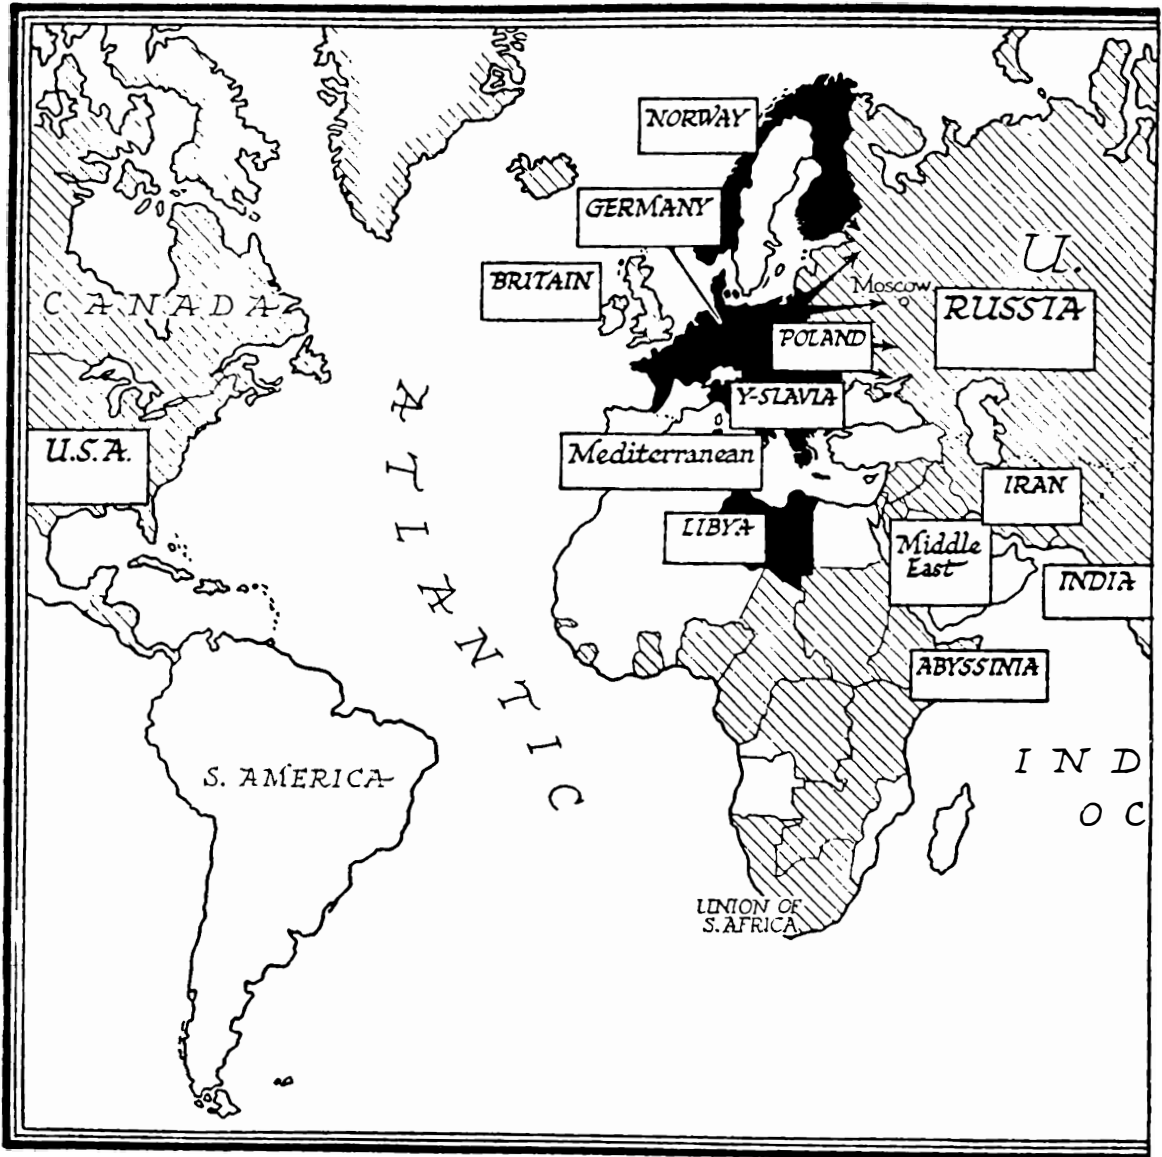 NORWAY
GERMANY
BRITAIN
U.
Moscow
RUSSIA
CANADA
POLAND
Y-SLAVIA
U.S.A.
Mediterranean
IRAN
LIBYA
Middle
East
INDIA
ATLANTIC
ABYSSINIA
S. AMERICA
IND
OC
UNION OF
S. AFRICA